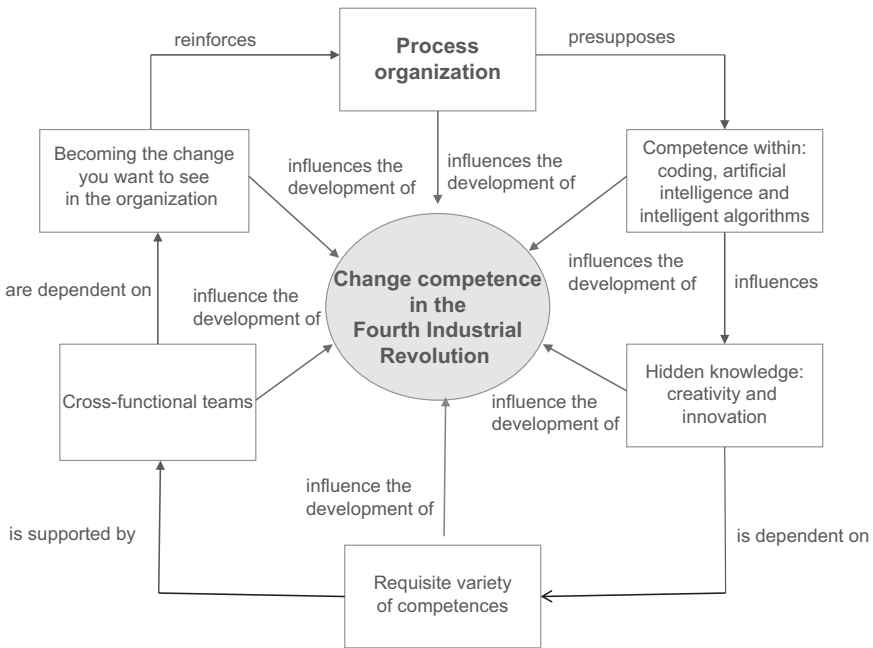 reinforces
Process
organization
presupposes
Becoming the change
you want to see
in the organization
influences the
development of
influences the
development of
Competence within:
coding, artificial
intelligence and
intelligent algorithms
are dependent on
influence the
development of
Change competence
in the
Fourth Industrial
Revolution
influences the
development of
influences
Cross-functional teams
influence the
development of
Hidden knowledge:
creativity and
innovation
is supported by
influence the
development of
is dependent on
Requisite variety
of competences